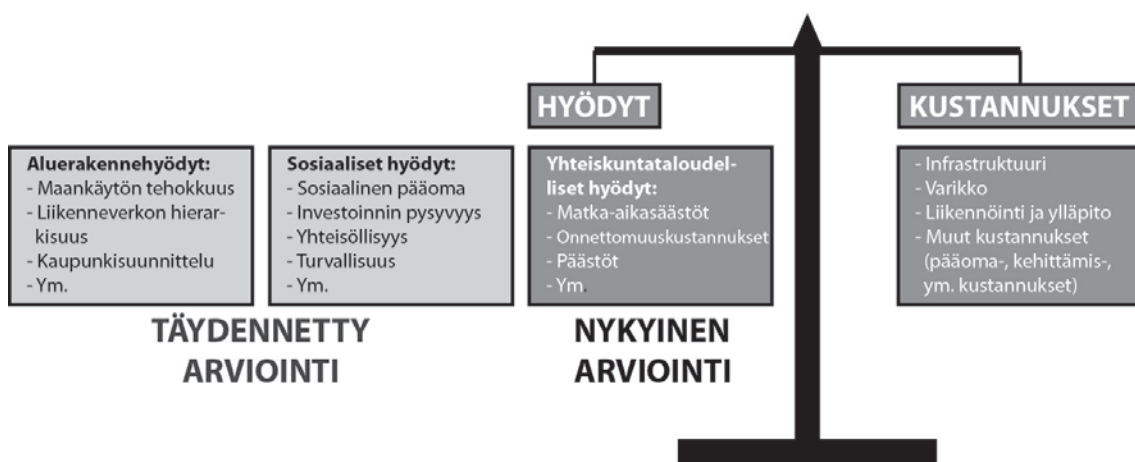 HYÖDYT
KUSTANNUKSET
Aluerakennehyödyt:
- Maankäytön tehokkuus
- Liikenneverkon hierar-
kisuus
- Kaupunkisuunnittelu
- Ym.
Sosiaaliset hyödyt:
- Sosiaalinen pääoma
- Investoinnin pysyvyys
- Yhteisöllisyys
- Turvallisuus
- Ym.
Yhteiskuntataloudel-
liset hyödyt:
- Matka-aikasäästöt
- Onnettomuuskustannukset
- Päästöt
- Ym.
- Infrastruktuuri
- Varikko
- Liikennöinti ja ylläpito
- Muut kustannukset
(pääoma-, kehittämis-,
ym. kustannukset)
TÄYDENNETTY
ARVIOINTI
NYKYINEN
ARVIOINTI